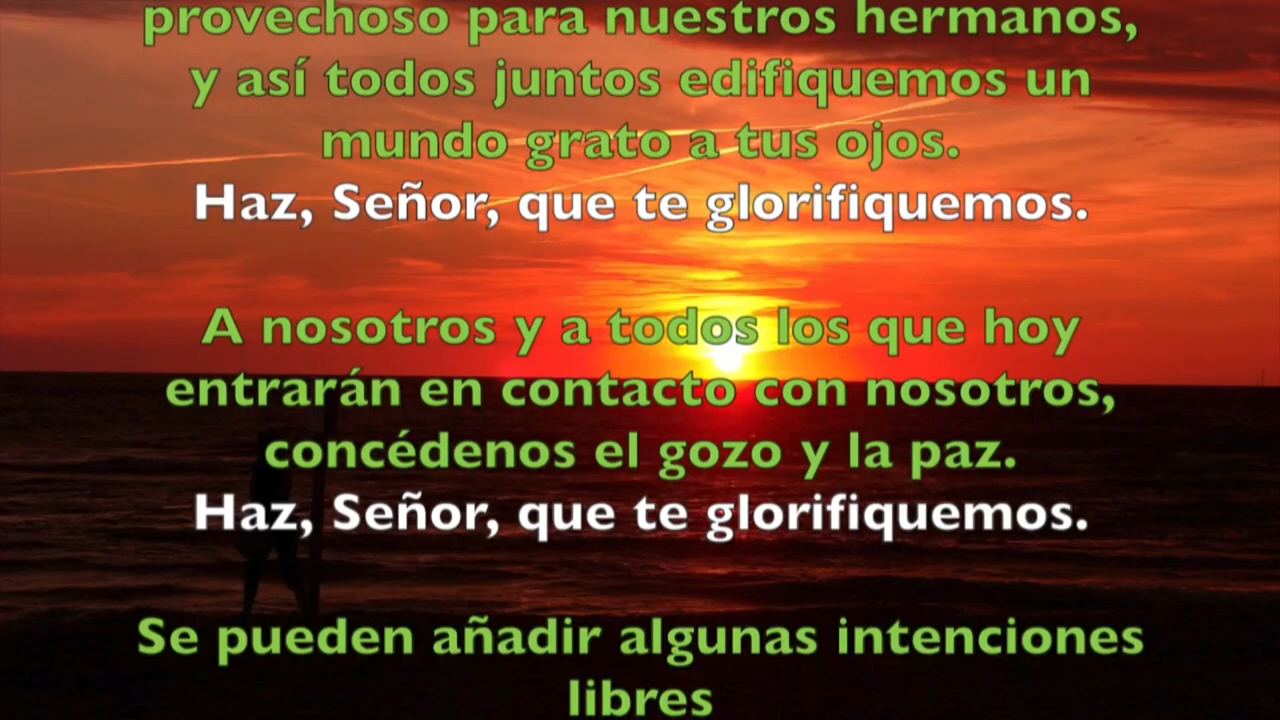 provechoso para nuestros hermanos,
y así todos juntos edifiquemos un
mundo grato a tus ojos.
Haz, Señor, que te glorifiquemos.
A nosotros y a todos los que hoy
entrarán en contacto con nosotros,
concédenos el gozo y la paz.
Haz, Señor, que te glorifiquemos.
Se pueden añadir algunas intenciones
libres